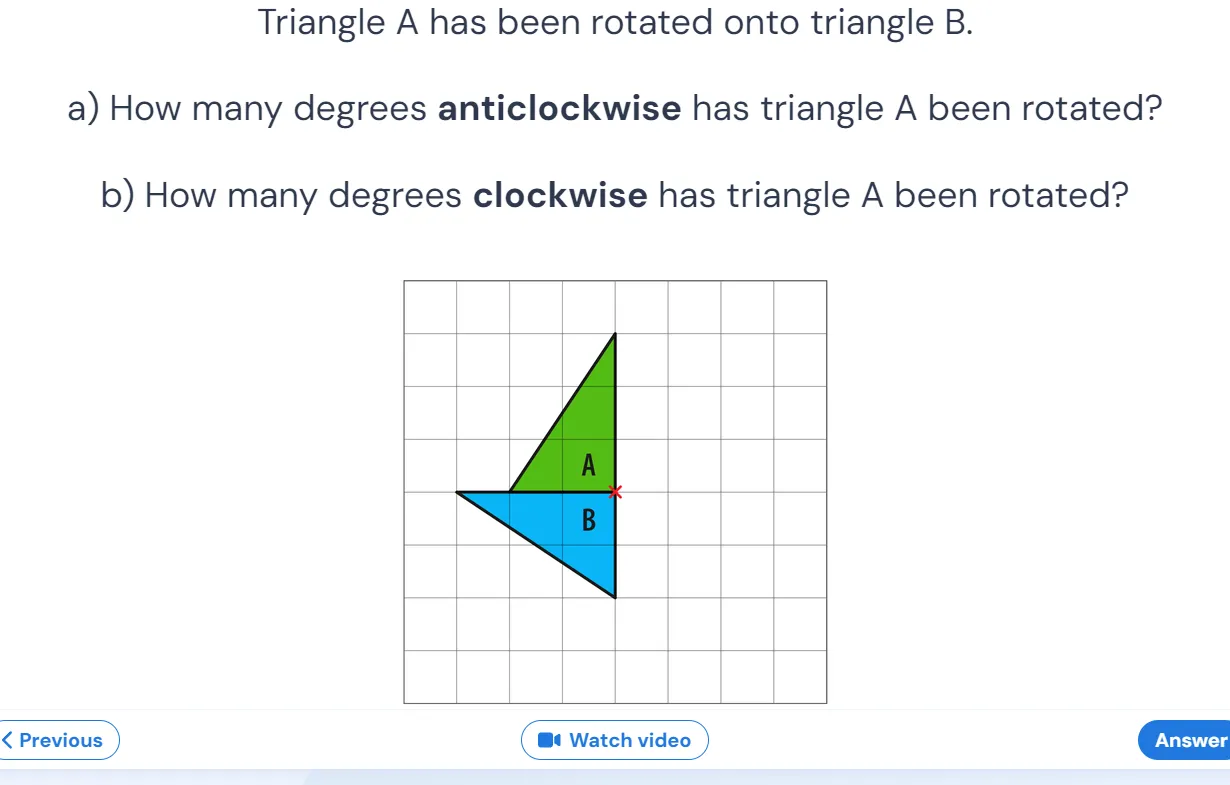 Triangle A has been rotated onto triangle B.
a) How many degrees anticlockwise has triangle A been rotated?
b) How many degrees clockwise has triangle A been rotated?
A
B
Previous
Watch video
Answer